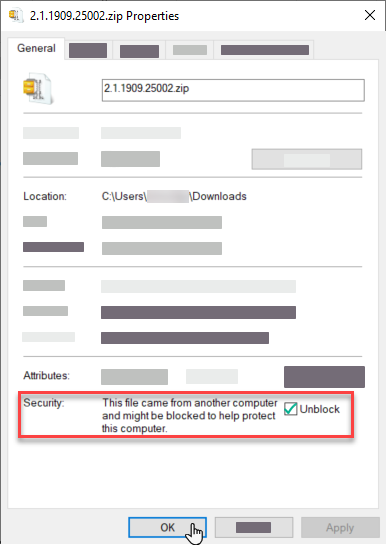 2.1.1909.25002.zip Properties
General
2.1.1909.25002.zip
Location: C:\Users\ \Downloads
Attributes:
Security: This file came from another computer
and might be blocked to help protect
this computer.
Unblock
OK
Apply